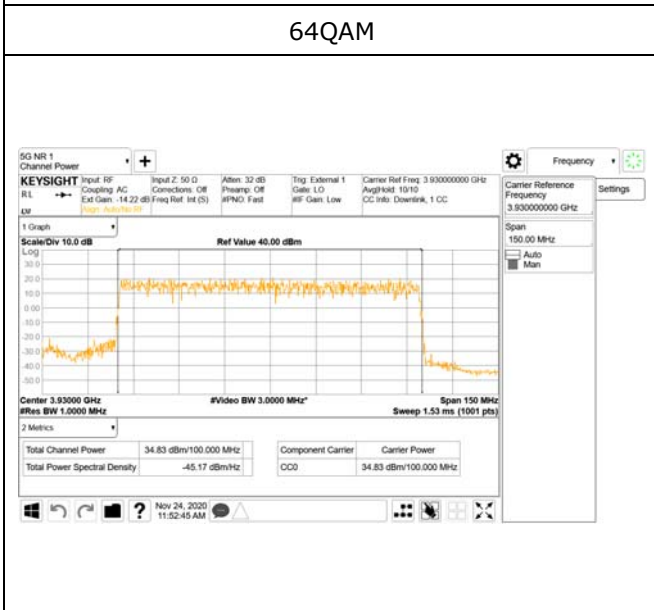 64QAM
5G NR 1
Channel Power
KEYSIGHT
RL
Input: RF
Coupling: AC
Ext Gain: -14.22 dB
Align: Auto/No RF
Input Z: 50 Ω
Corrections: Off
Freq Ref: Int (S)
Atten: 32 dB
Preamp: Off
#PNO: Fast
Trig: External 1
Gate: LO
#IF Gain: Low
Carrier Ref Freq: 3.930000000 GHz
Avg|Hold: 10/10
CC Info: Downlink, 1 CC
1 Graph
Scale/Div 10.0 dB
Ref Value 40.00 dBm
Log
30.0
20.0
10.0
0.00
-10.0
-20.0
-30.0
-40.0
-50.0
Center 3.93000 GHz
#Video BW 3.0000 MHz*
Span 150 MHz
#Res BW 1.0000 MHz
Sweep 1.53 ms (1001 pts)
2 Metrics
Total Channel Power 34.83 dBm/100.000 MHz
Total Power Spectral Density -45.17 dBm/Hz
Component Carrier Carrier Power
CC0 34.83 dBm/100.000 MHz
?
Nov 24, 2020
11:52:45 AM
Frequency
Settings
Carrier Reference
Frequency
3.930000000 GHz
Span
150.00 MHz
Auto
Man